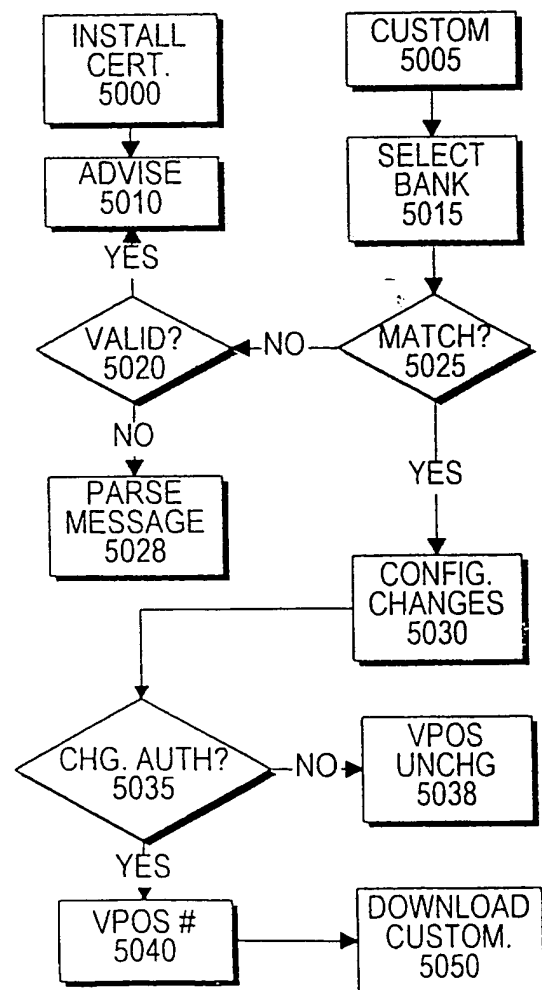 INSTALL
CERT.
5000
CUSTOM
5005
ADVISE
5010
SELECT
BANK
5015
YES
VALID?
5020
NO
MATCH?
5025
NO
YES
PARSE
MESSAGE
5028
CONFIG.
CHANGES
5030
CHG. AUTH?
5035
NO
VPOS
UNCHG
5038
YES
VPOS #
5040
DOWNLOAD
CUSTOM.
5050